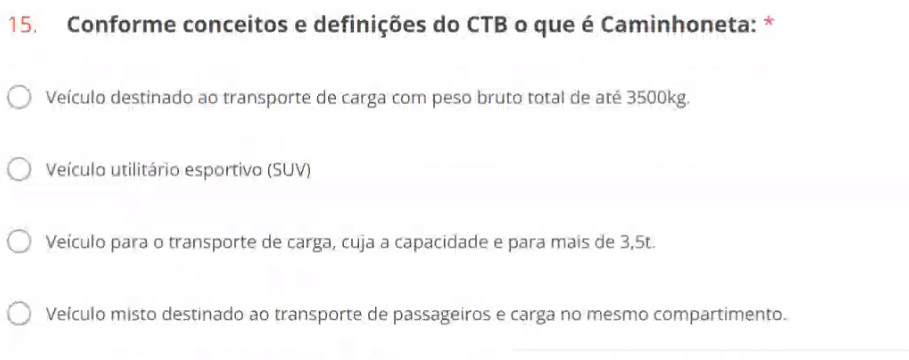 15. Conforme conceitos e definições do CTB o que é Caminhoneta: *
Veículo destinado ao transporte de carga com peso bruto total de até 3500kg.
Veículo utilitário esportivo (SUV)
Veículo para o transporte de carga, cuja a capacidade e para mais de 3,5t.
Veículo misto destinado ao transporte de passageiros e carga no mesmo compartimento.